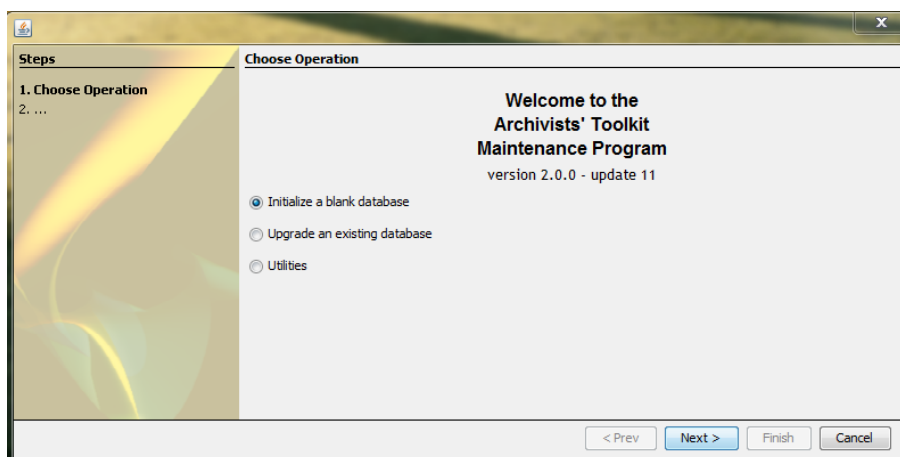 Steps
1. Choose Operation
2. ...
Choose Operation
Welcome to the
Archivists' Toolkit
Maintenance Program
version 2.0.0 - update 11
Initialize a blank database
Upgrade an existing database
Utilities
< Prev
Next >
Finish
Cancel